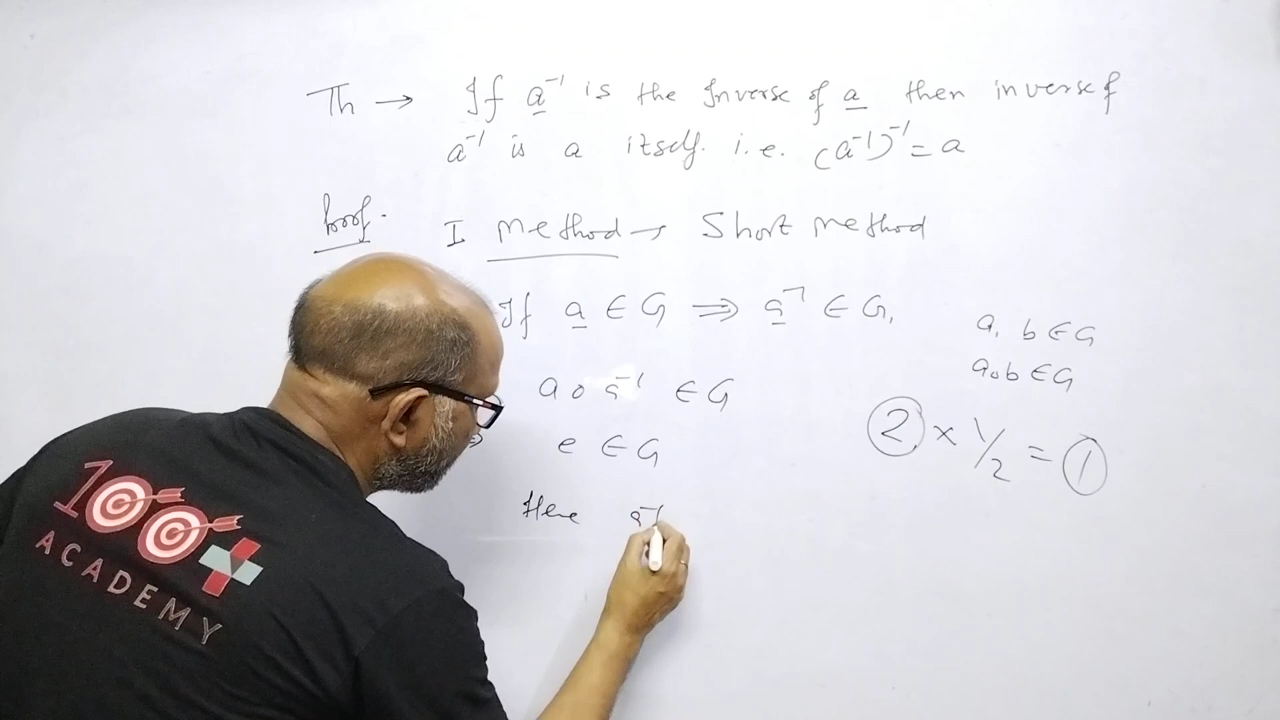 Th → If a⁻¹ is the Inverse of a then inverse of
a⁻¹ is a itself. i.e. (a⁻¹)⁻¹ = a
Proof. I Method → Short Method
If a ∈ G ⟹ a⁻¹ ∈ G,
a o a⁻¹ ∈ G
⇒ e ∈ G
Here a⁻¹
a, b ∈ G
a o b ∈ G
2 × 1/2 = 1
100+
ACADEMY